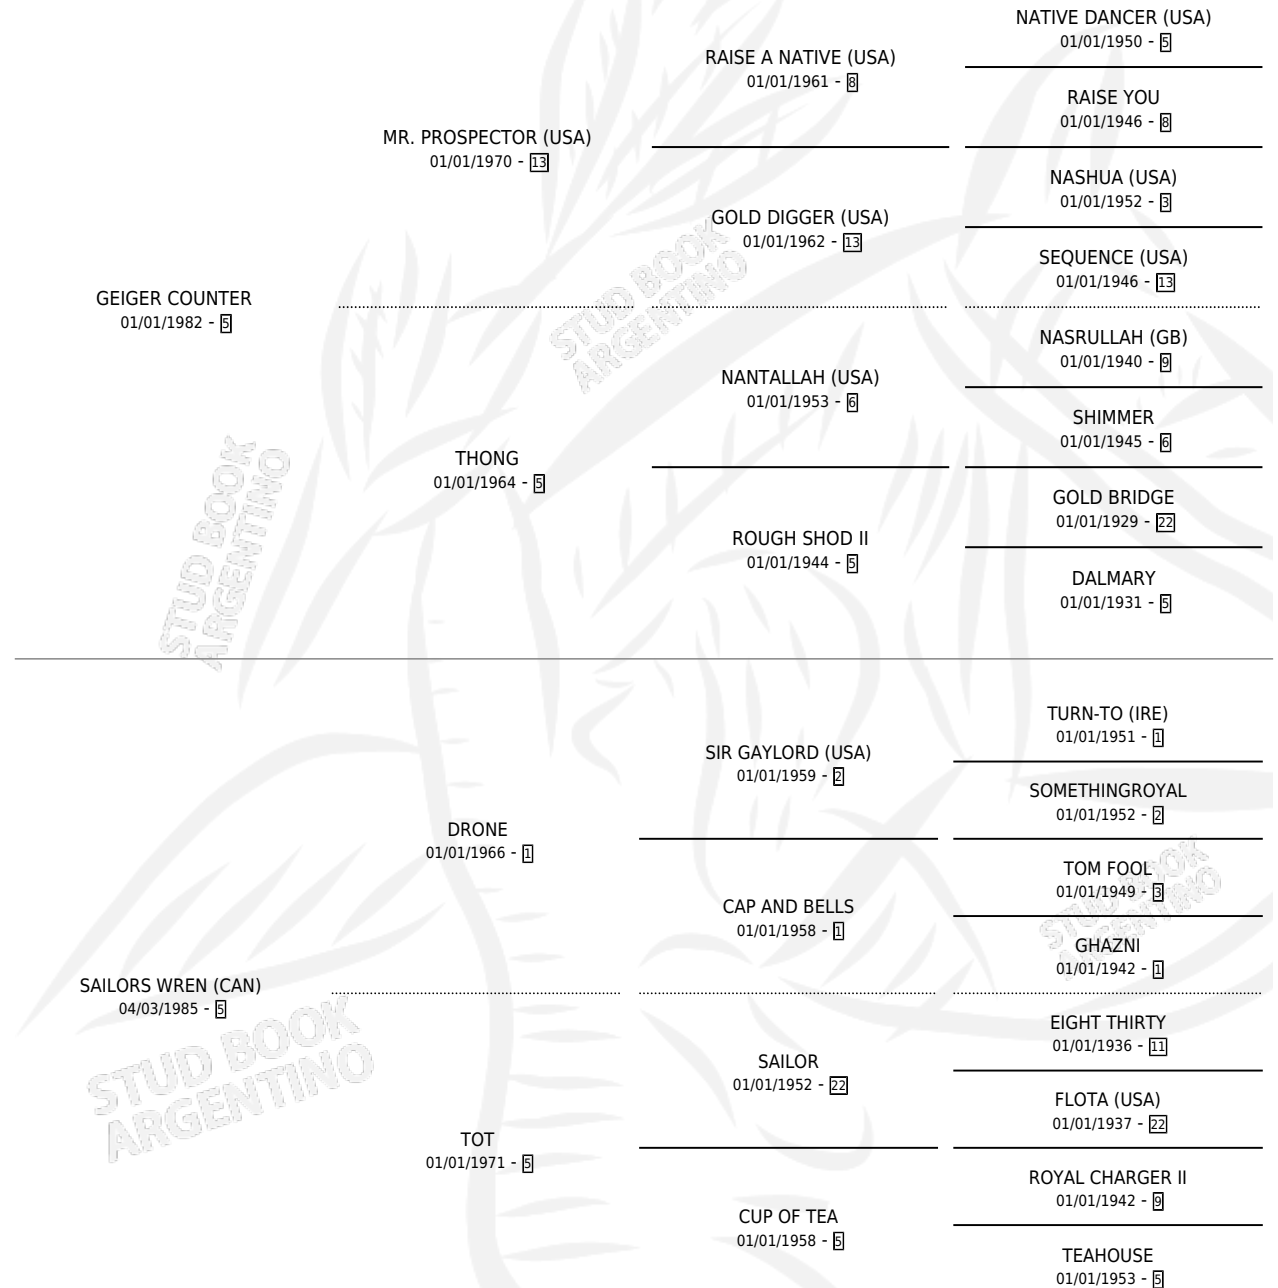 NATIVE DANCER (USA)
01/01/1950 - 5
RAISE A NATIVE (USA)
01/01/1961 - 8
RAISE YOU
01/01/1946 - 8
MR. PROSPECTOR (USA)
01/01/1970 - 13
NASHUA (USA)
01/01/1952 - 3
GOLD DIGGER (USA)
01/01/1962 - 13
SEQUENCE (USA)
01/01/1946 - 13
GEIGER COUNTER
01/01/1982 - 5
NASRULLAH (GB)
01/01/1940 - 9
NANTALLAH (USA)
01/01/1953 - 6
SHIMMER
01/01/1945 - 6
THONG
01/01/1964 - 5
GOLD BRIDGE
01/01/1929 - 22
ROUGH SHOD II
01/01/1944 - 5
DALMARY
01/01/1931 - 5
TURN-TO (IRE)
01/01/1951 - 1
SIR GAYLORD (USA)
01/01/1959 - 2
SOMETHINGROYAL
01/01/1952 - 2
DRONE
01/01/1966 - 1
TOM FOOL
01/01/1949 - 3
CAP AND BELLS
01/01/1958 - 1
GHAZNI
01/01/1942 - 1
SAILORS WREN (CAN)
04/03/1985 - 5
EIGHT THIRTY
01/01/1936 - 11
SAILOR
01/01/1952 - 22
FLOTA (USA)
01/01/1937 - 22
TOT
01/01/1971 - 5
ROYAL CHARGER II
01/01/1942 - 9
CUP OF TEA
01/01/1958 - 5
TEAHOUSE
01/01/1953 - 5
STUD BOOK
ARGENTINO
STUD BOOK
ARGENTINO
STUD BOOK
ARGENTINO
STUD BOOK
ARGENTINO